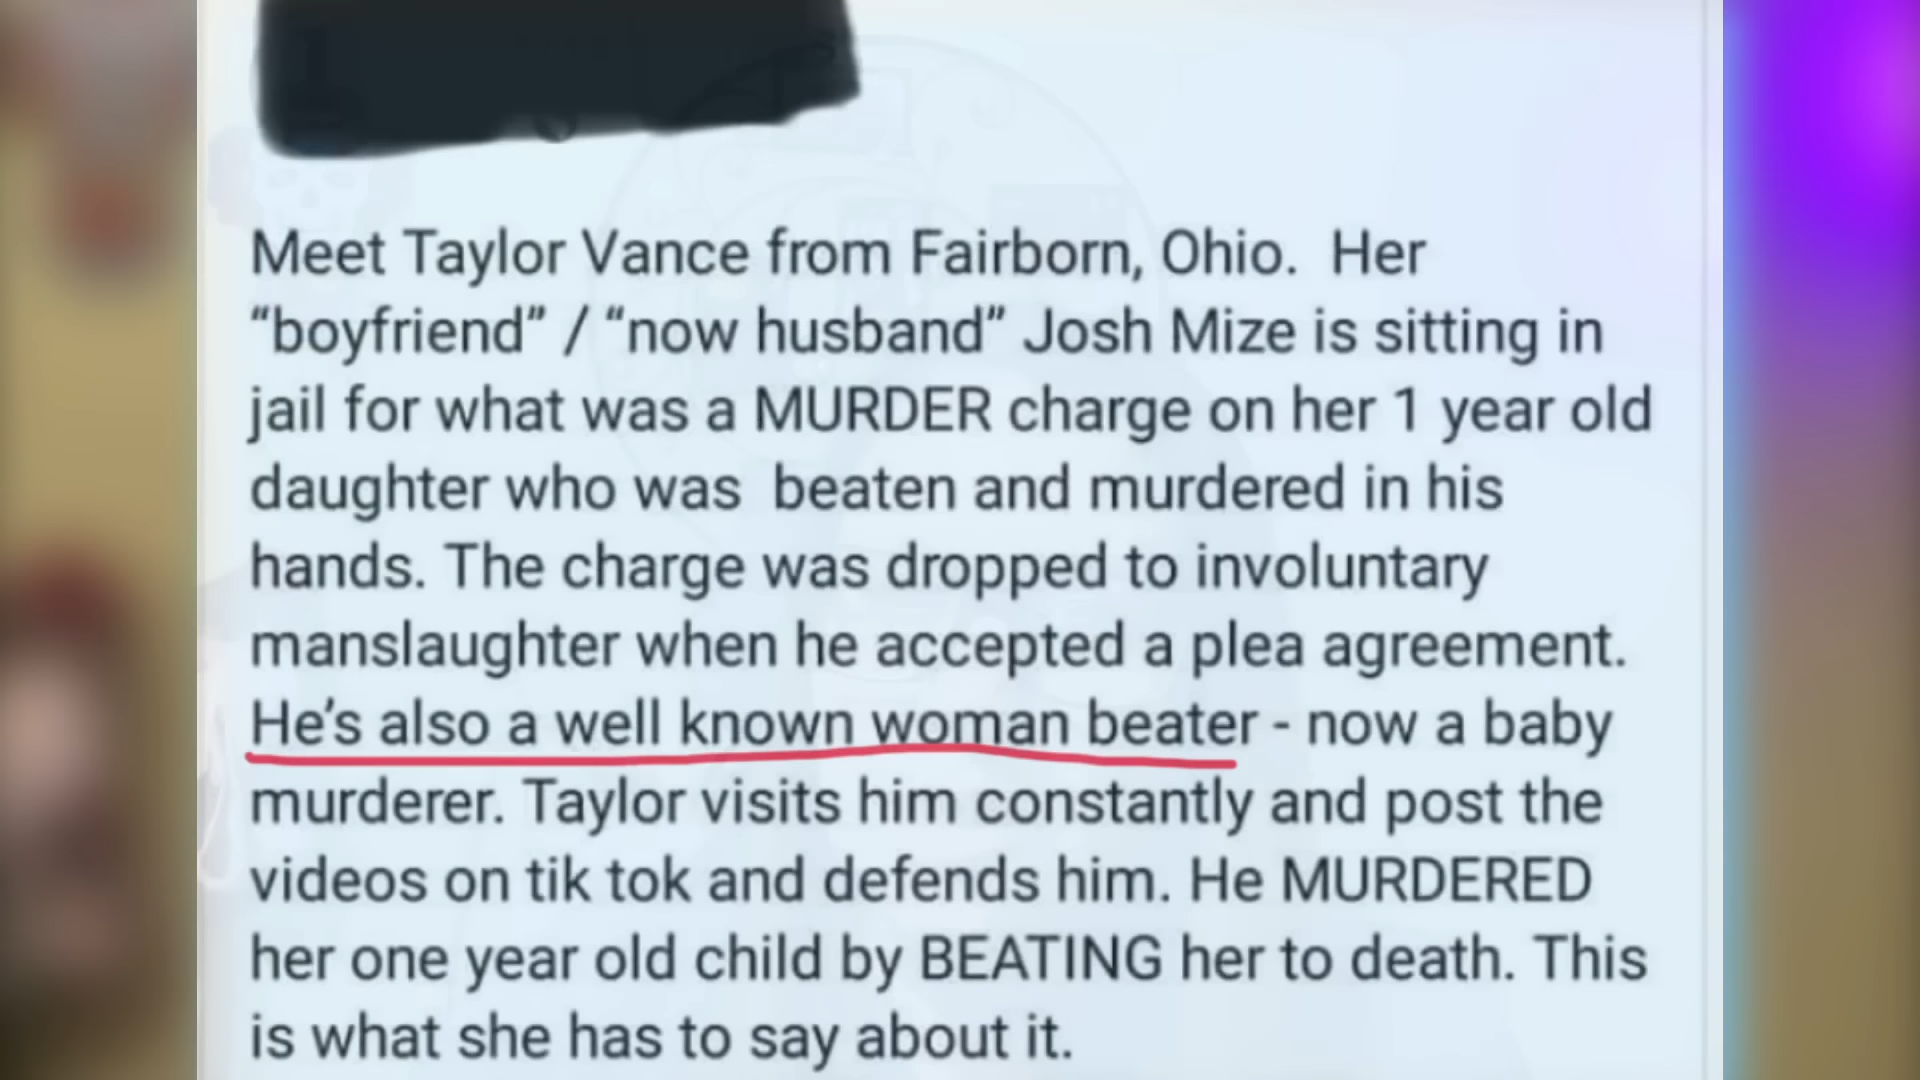 Meet Taylor Vance from Fairborn, Ohio.  Her
“boyfriend” / “now husband” Josh Mize is sitting in
jail for what was a MURDER charge on her 1 year old
daughter who was  beaten and murdered in his
hands. The charge was dropped to involuntary
manslaughter when he accepted a plea agreement.
He’s also a well known woman beater - now a baby
murderer. Taylor visits him constantly and post the
videos on tik tok and defends him. He MURDERED
her one year old child by BEATING her to death. This
is what she has to say about it.